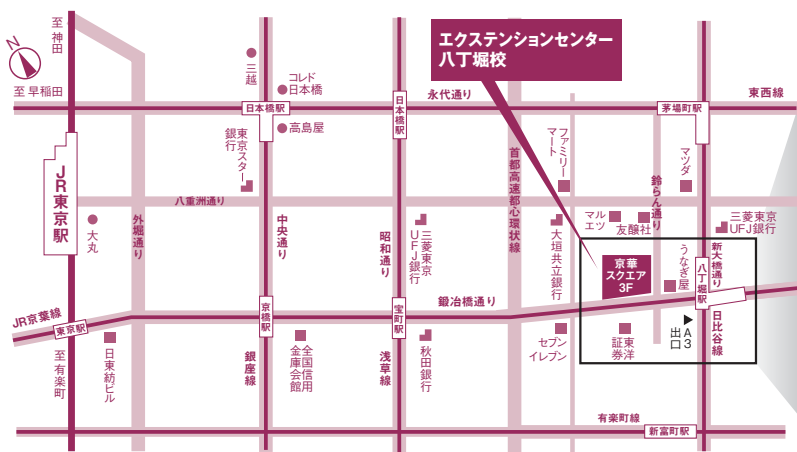 エクステンションセンター
八丁堀校
至神田
N
至早稲田
三越
コレド
日本橋
日本橋駅
日本橋駅
永代通り
茅場町駅
東西線
高島屋
東京スター
銀行
ファミリー
マート
首都高速都心環状線
鈴らん通り
マツダ
JR東京駅
八重洲通り
大丸
外堀通り
中央通り
昭和通り
三菱東京
UFJ銀行
大垣共立銀行
マル
エツ
友醸社
三菱東京
UFJ銀行
新大橋通り
京華
スクエア
3F
うなぎ屋
八丁堀駅
鍛冶橋通り
JR京葉線
東京駅
京橋駅
宝町駅
A3
出口
日比谷線
至有楽町
日東紡ビル
銀座線
全国信用
金庫会館
浅草線
秋田銀行
セブン
イレブン
東洋
証券
有楽町線
新富町駅